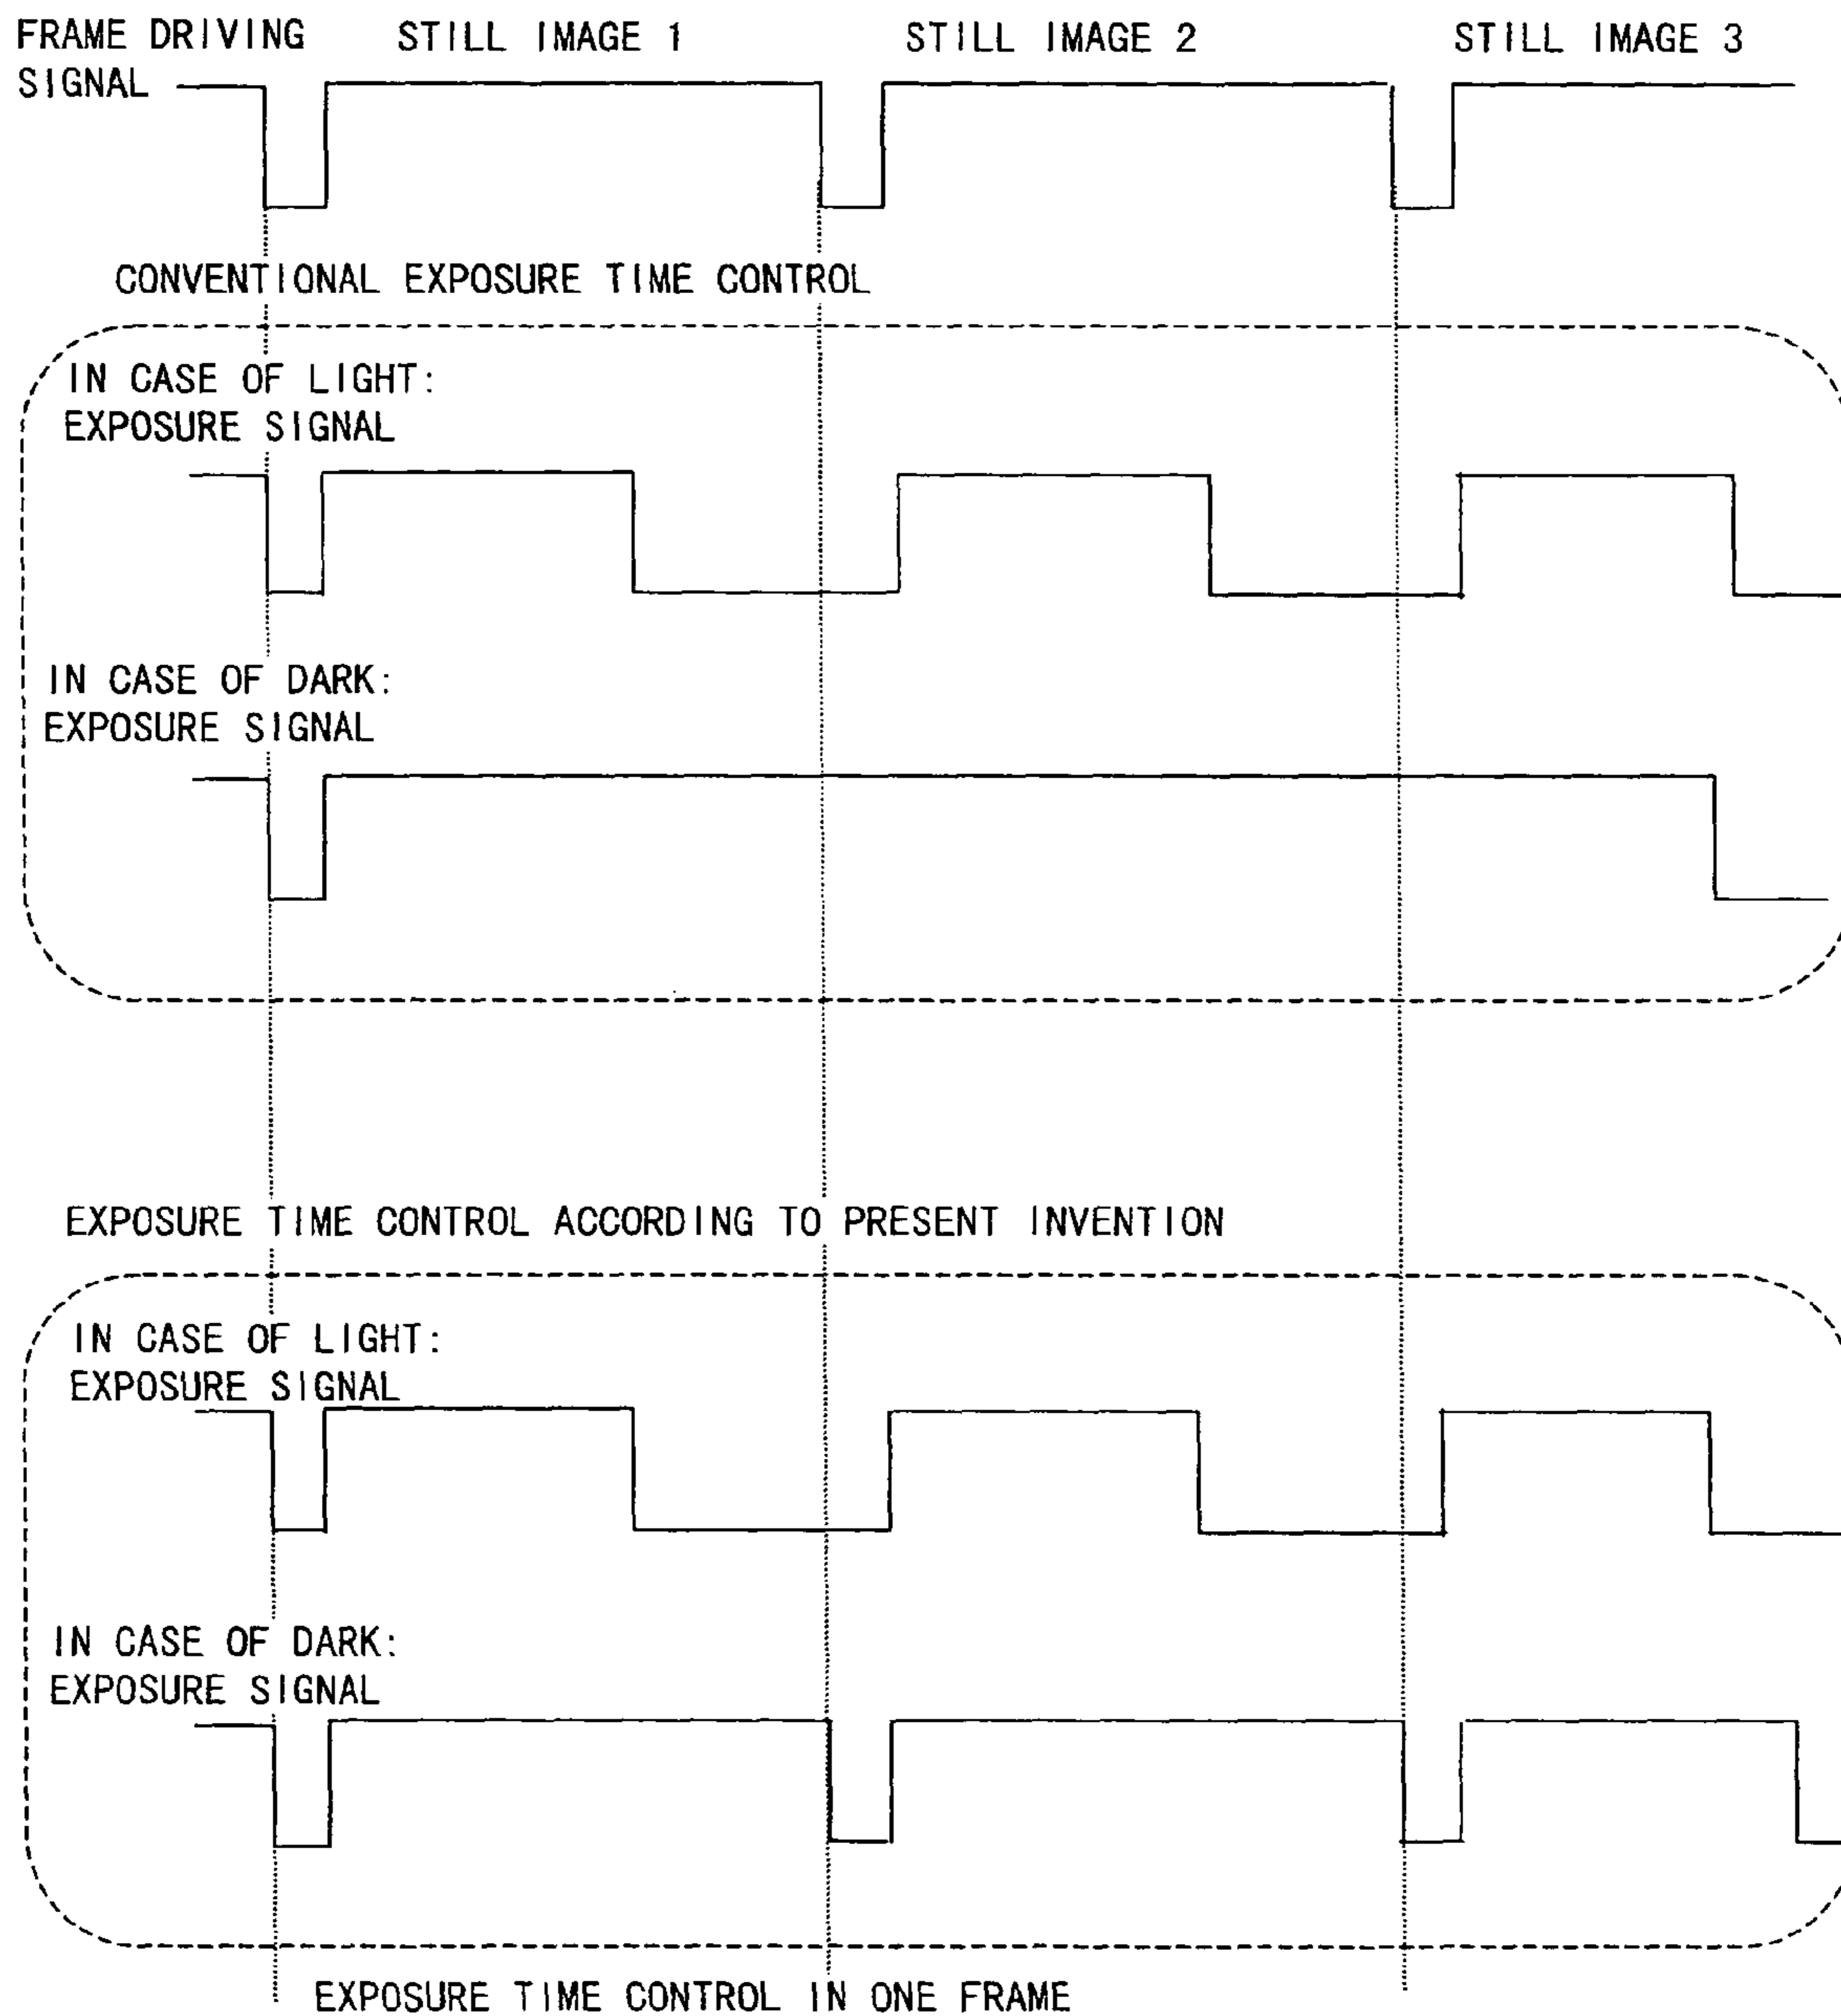 FRAME DRIVING
SIGNAL
STILL IMAGE 1
STILL IMAGE 2
STILL IMAGE 3
CONVENTIONAL EXPOSURE TIME CONTROL
IN CASE OF LIGHT:
EXPOSURE SIGNAL
IN CASE OF DARK:
EXPOSURE SIGNAL
EXPOSURE TIME CONTROL ACCORDING TO PRESENT INVENTION
IN CASE OF LIGHT:
EXPOSURE SIGNAL
IN CASE OF DARK:
EXPOSURE SIGNAL
EXPOSURE TIME CONTROL IN ONE FRAME